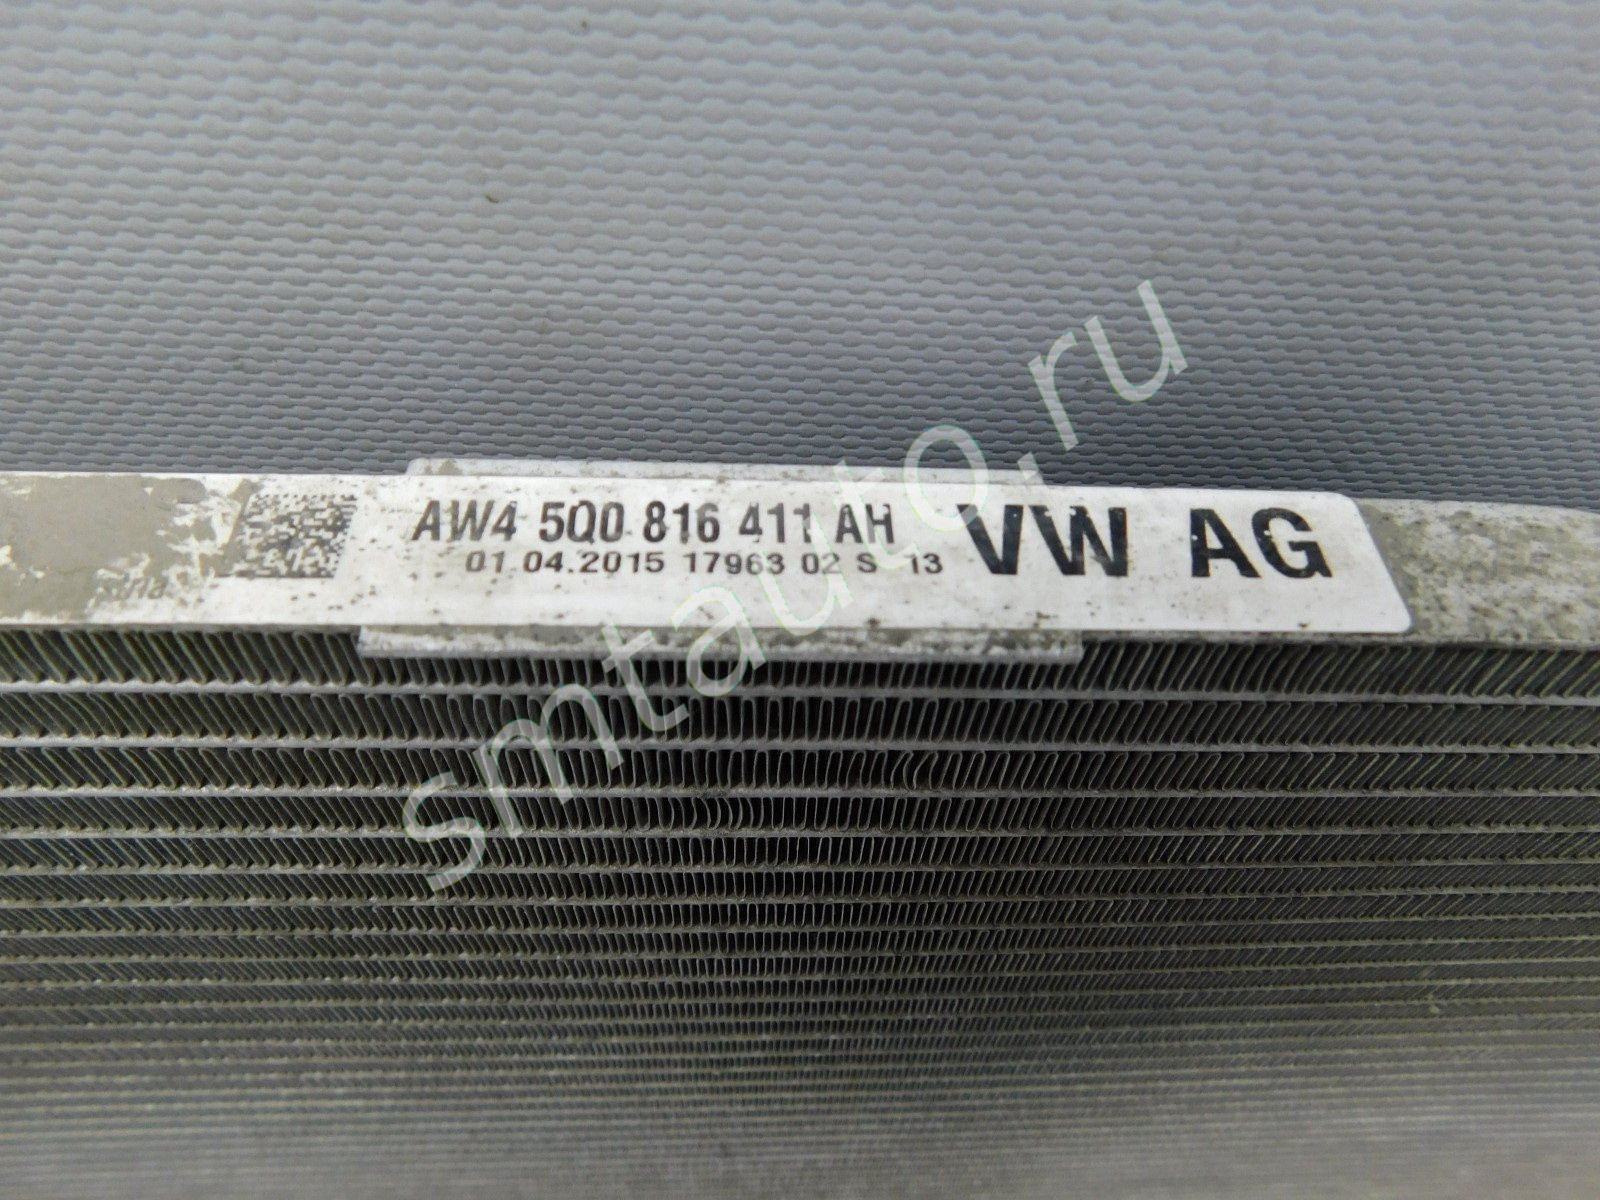 AW4 5Q0 816 411 AH VW AG
01.04.2015 17963 02 S 13
smtauto.ru